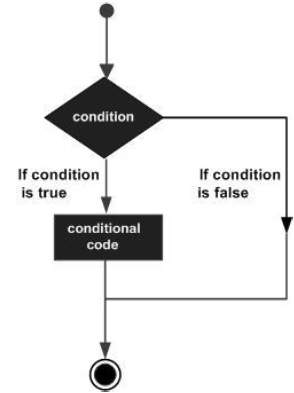 condition
If condition
is true
If condition
is false
conditional
code